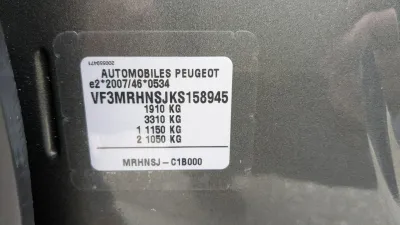 AUTOMOBILES PEUGEOT
e2*2007/46*0534
VF3MRHNSJKS158945
1910 KG
3310 KG
1 1150 KG
2 1050 KG
MRHNSJ-C1B000